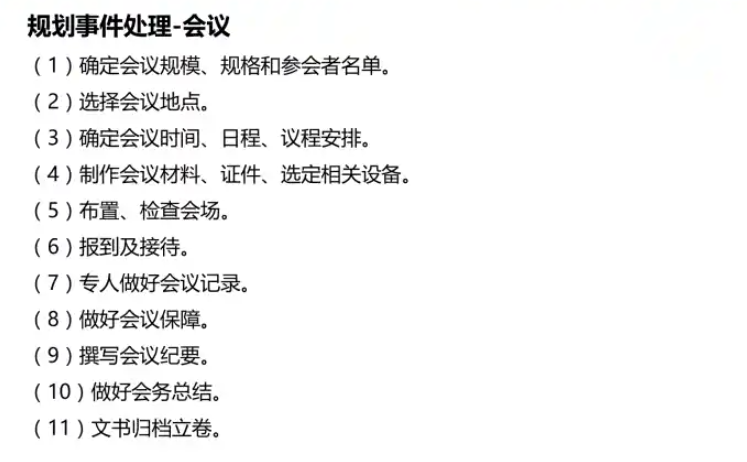 规划事件处理-会议
（1）确定会议规模、规格和参会者名单。
（2）选择会议地点。
（3）确定会议时间、日程、议程安排。
（4）制作会议材料、证件、选定相关设备。
（5）布置、检查会场。
（6）报到及接待。
（7）专人做好会议记录。
（8）做好会议保障。
（9）撰写会议纪要。
（10）做好会务总结。
（11）文书归档立卷。